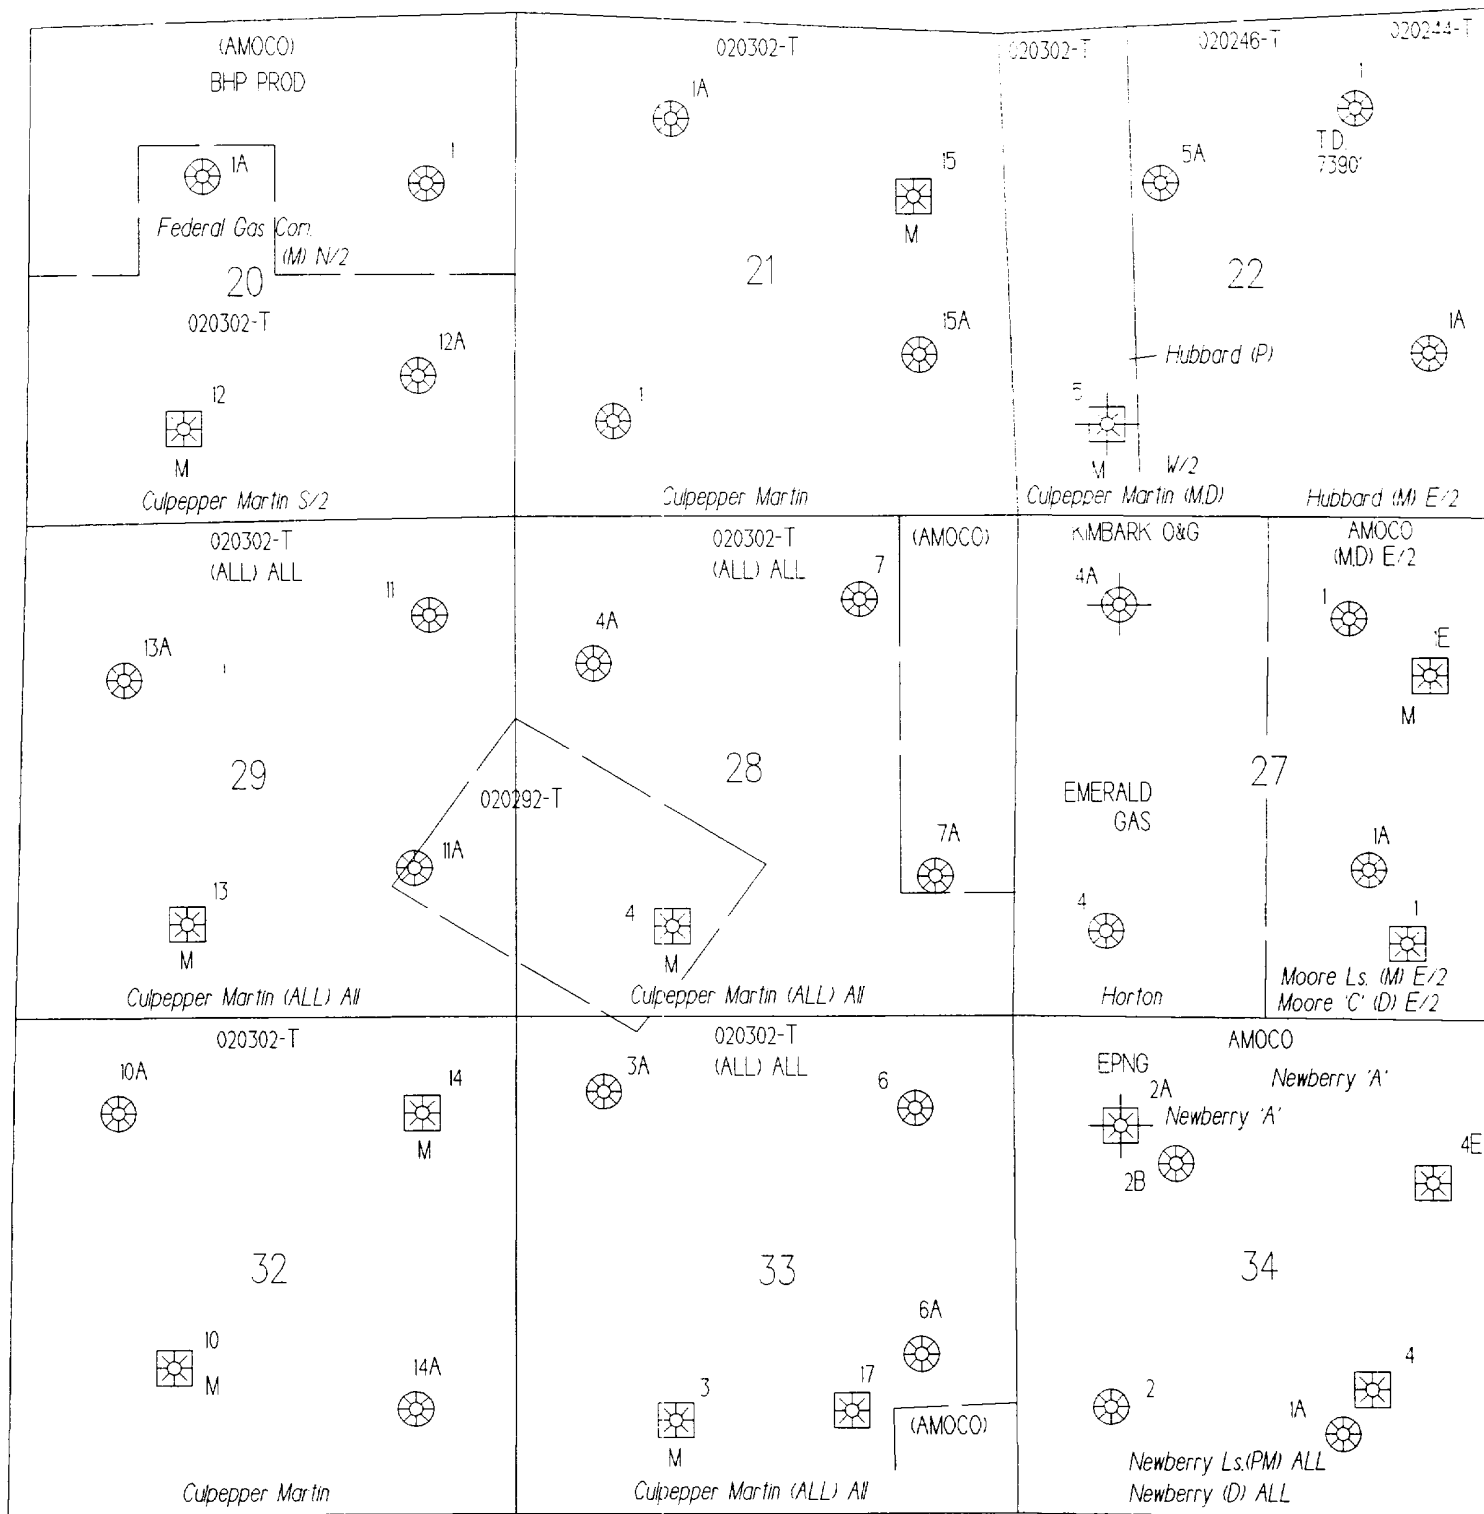 (AMOCO)
BHP PROD
1A
1
Federal Gas Com.
(M) N/2
20
020302-T
12A
12
M
Culpepper Martin S/2
020302-T
1A
15
M
21
15A
1
Culpepper Martin
020302-T
020246-T
020244-T
1
T.D.
7390'
5A
22
1A
Hubbard (P)
5
M
W/2
Culpepper Martin (M,D)
Hubbard (M) E/2
020302-T
(ALL) ALL
11
13A
29
11A
13
M
Culpepper Martin (ALL) All
020302-T
(ALL) ALL
(AMOCO)
7
4A
28
020292-T
7A
4
M
Culpepper Martin (ALL) All
KIMBARK O&G
AMOCO
(M,D) E/2
4A
1
1E
M
27
EMERALD
GAS
1A
4
1
Moore Ls. (M) E/2
Horton
Moore 'C' (D) E/2
020302-T
10A
14
M
32
10
M
14A
Culpepper Martin
020302-T
(ALL) ALL
3A
6
33
6A
3
17
M
(AMOCO)
Culpepper Martin (ALL) All
AMOCO
EPNG
Newberry 'A'
2A
Newberry 'A'
2B
4E
34
4
2
1A
Newberry Ls.(PM) ALL
Newberry (D) ALL